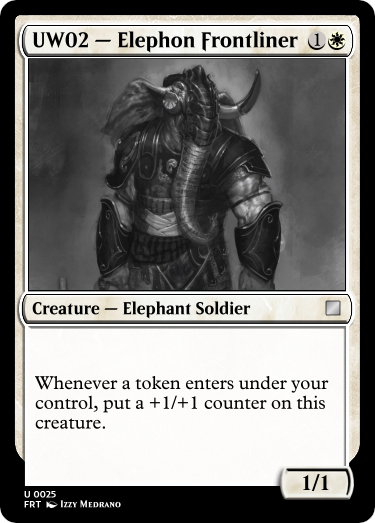 UW02 — Elephon Frontliner 1
Creature — Elephant Soldier
Whenever a token enters under your
control, put a +1/+1 counter on this
creature.
1/1
U 0025
FRT Izzy Medrano